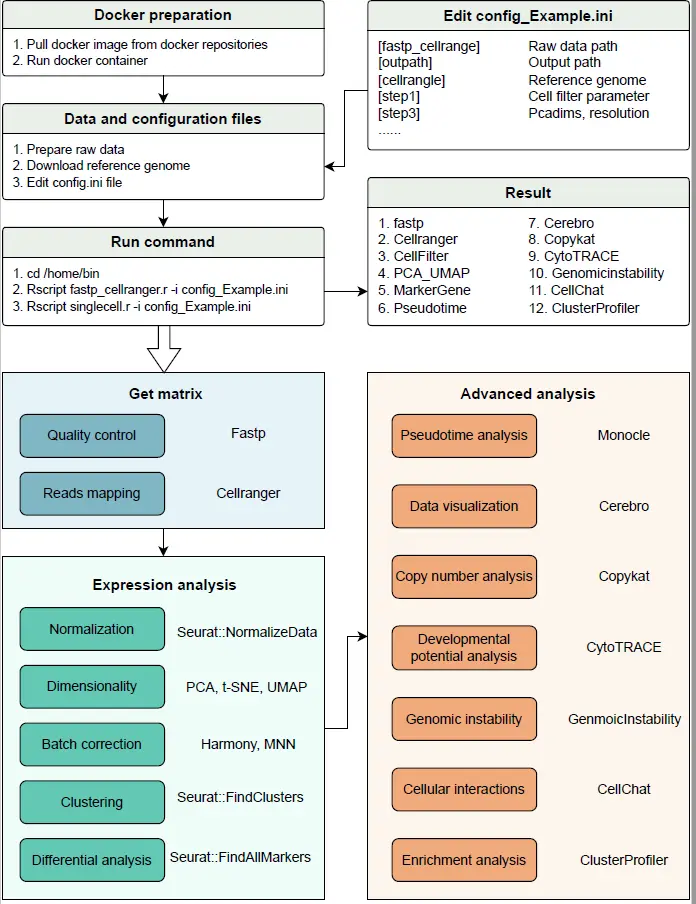 Docker preparation
1. Pull docker image from docker repositories
2. Run docker container
Edit config_Example.ini
[fastp_cellrange] Raw data path
[outpath] Output path
[cellrangle] Reference genome
[step1] Cell filter parameter
[step3] Pcadims, resolution
......
Data and configuration files
1. Prepare raw data
2. Download reference genome
3. Edit config.ini file
Run command
1. cd /home/bin
2. Rscript fastp_cellranger.r -i config_Example.ini
3. Rscript singlecell.r -i config_Example.ini
Result
1. fastp
2. Cellranger
3. CellFilter
4. PCA_UMAP
5. MarkerGene
6. Pseudotime
7. Cerebro
8. Copykat
9. CytoTRACE
10. Genomicinstability
11. CellChat
12. ClusterProfiler
Get matrix
Quality control Fastp
Reads mapping Cellranger
Expression analysis
Normalization Seurat::NormalizeData
Dimensionality PCA, t-SNE, UMAP
Batch correction Harmony, MNN
Clustering Seurat::FindClusters
Differential analysis Seurat::FindAllMarkers
Advanced analysis
Pseudotime analysis Monocle
Data visualization Cerebro
Copy number analysis Copykat
Developmental
potential analysis CytoTRACE
Genomic instability GenmoicInstability
Cellular interactions CellChat
Enrichment analysis ClusterProfiler